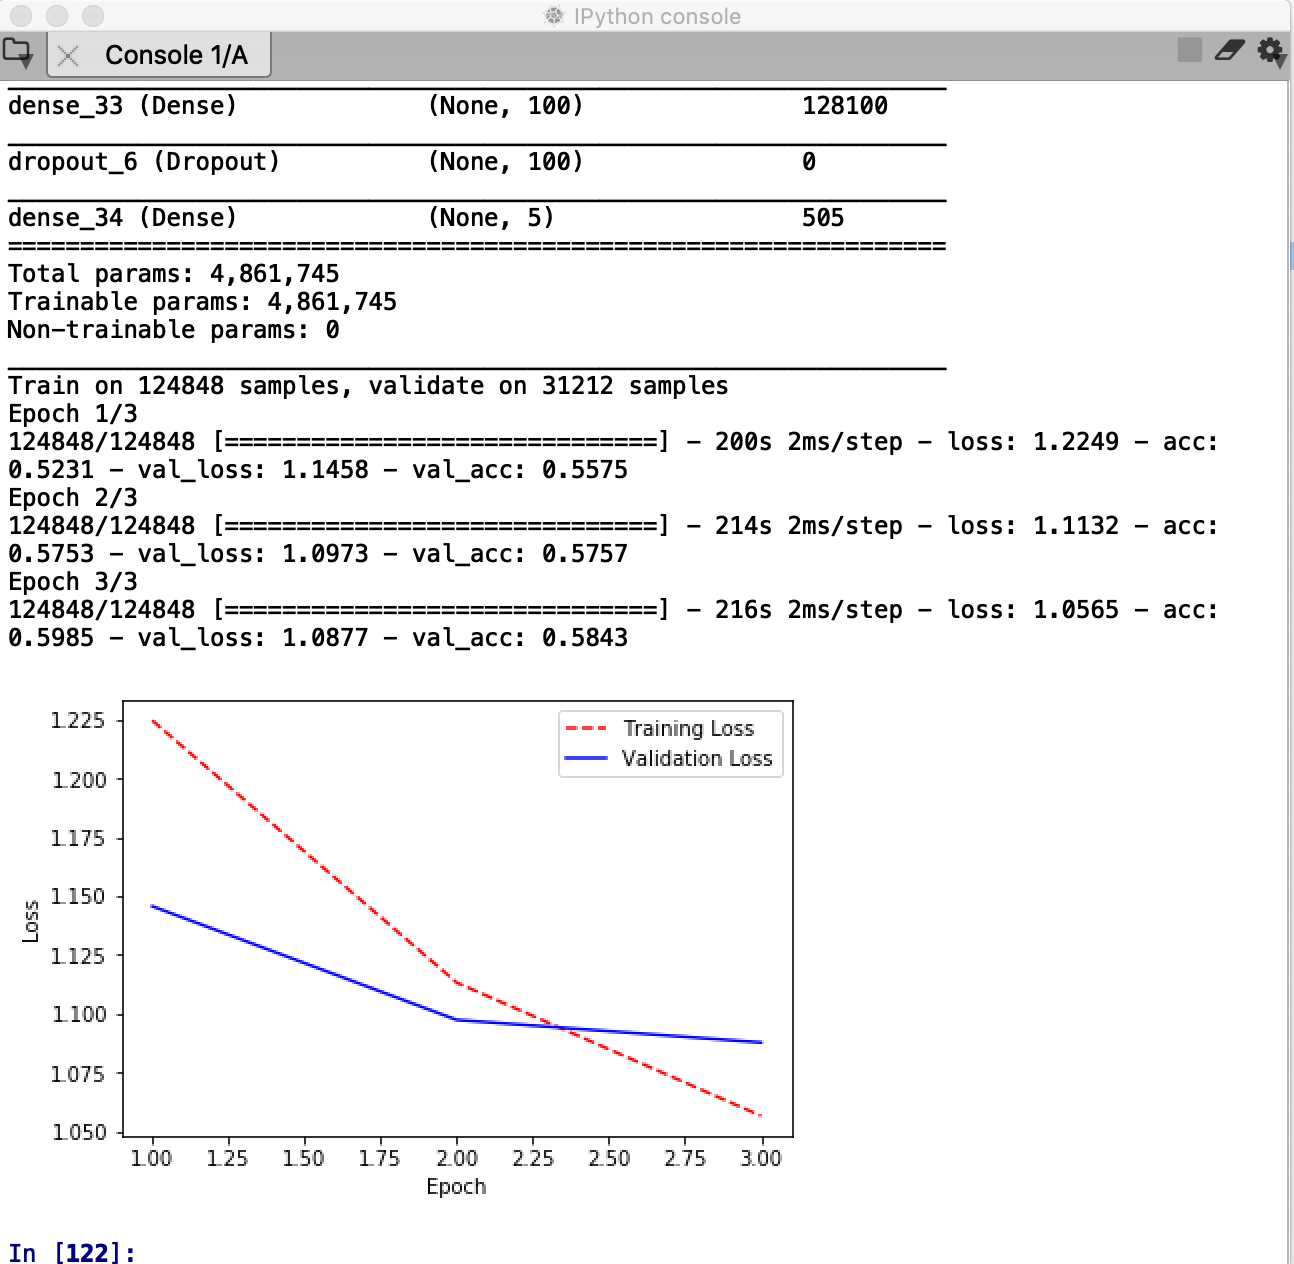 IPython console
Console 1/A
dense_33 (Dense) (None, 100) 128100
dropout_6 (Dropout) (None, 100) 0
dense_34 (Dense) (None, 5) 505
=================================================================
Total params: 4,861,745
Trainable params: 4,861,745
Non-trainable params: 0
Train on 124848 samples, validate on 31212 samples
Epoch 1/3
124848/124848 [==============================] - 200s 2ms/step - loss: 1.2249 - acc:
0.5231 - val_loss: 1.1458 - val_acc: 0.5575
Epoch 2/3
124848/124848 [==============================] - 214s 2ms/step - loss: 1.1132 - acc:
0.5753 - val_loss: 1.0973 - val_acc: 0.5757
Epoch 3/3
124848/124848 [==============================] - 216s 2ms/step - loss: 1.0565 - acc:
0.5985 - val_loss: 1.0877 - val_acc: 0.5843
Training Loss
Validation Loss
1.225
1.200
1.175
1.150
1.125
1.100
1.075
1.050
Loss
1.00 1.25 1.50 1.75 2.00 2.25 2.50 2.75 3.00
Epoch
In [122]: